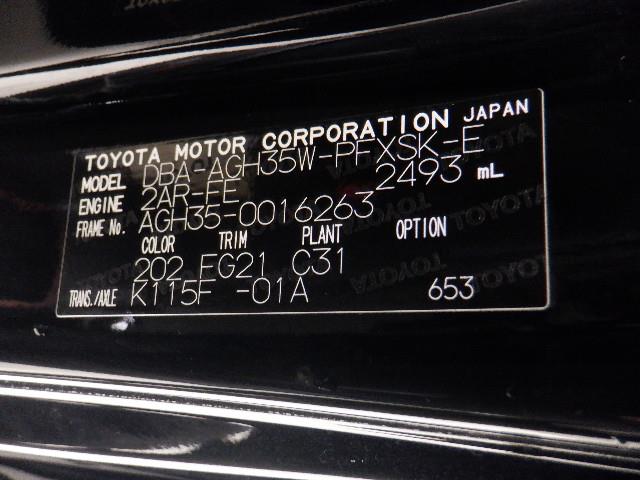 TOYOTA MOTOR CORPORATION JAPAN
MODEL DBA-AGH35W-PFXSK-E
ENGINE 2AR-FE 2493 mL
FRAME No. AGH35-0016263
COLOR TRIM PLANT OPTION
202 FG21 C31
TRANS./AXLE K115F -01A 653